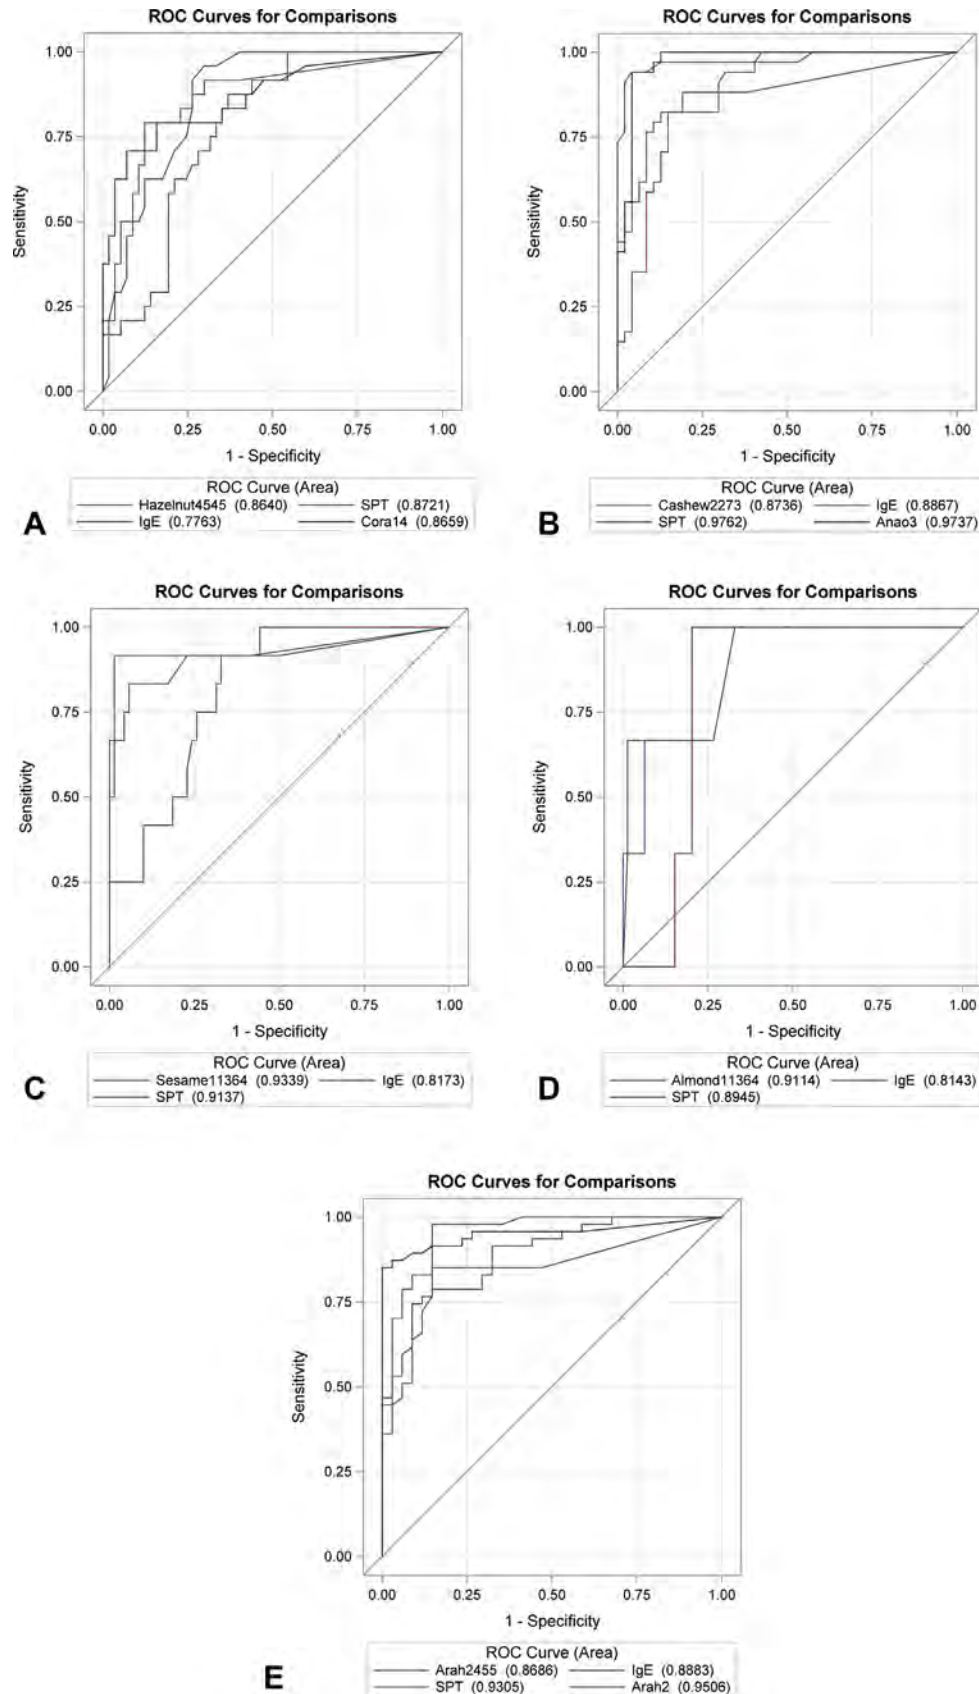 ROC Curves for Comparisons
1.00
0.75
0.50
0.25
0.00
Sensitivity
0.00 0.25 0.50 0.75 1.00
1 - Specificity
ROC Curve (Area)
Hazelnut4545 (0.8640) SPT (0.8721)
IgE (0.7763) Cora14 (0.8659)
A
ROC Curves for Comparisons
1.00
0.75
0.50
0.25
0.00
Sensitivity
0.00 0.25 0.50 0.75 1.00
1 - Specificity
ROC Curve (Area)
Cashew2273 (0.8736) IgE (0.8867)
SPT (0.9762) Anao3 (0.9737)
B
ROC Curves for Comparisons
1.00
0.75
0.50
0.25
0.00
Sensitivity
0.00 0.25 0.50 0.75 1.00
1 - Specificity
ROC Curve (Area)
Sesame11364 (0.9339) IgE (0.8173)
SPT (0.9137)
C
ROC Curves for Comparisons
1.00
0.75
0.50
0.25
0.00
Sensitivity
0.00 0.25 0.50 0.75 1.00
1 - Specificity
ROC Curve (Area)
Almond11364 (0.9114) IgE (0.8143)
SPT (0.8945)
D
ROC Curves for Comparisons
1.00
0.75
0.50
0.25
0.00
Sensitivity
0.00 0.25 0.50 0.75 1.00
1 - Specificity
ROC Curve (Area)
Arah2455 (0.8686) IgE (0.8883)
SPT (0.9305) Arah2 (0.9506)
E